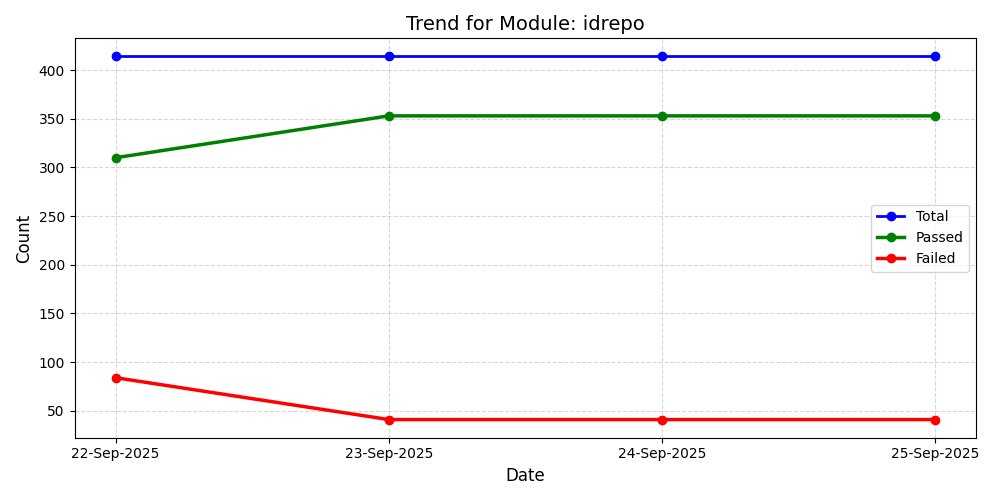 Trend for Module: idrepo
Count
400
350
300
250
200
150
100
50
Total
Passed
Failed
22-Sep-2025 23-Sep-2025 24-Sep-2025 25-Sep-2025
Date